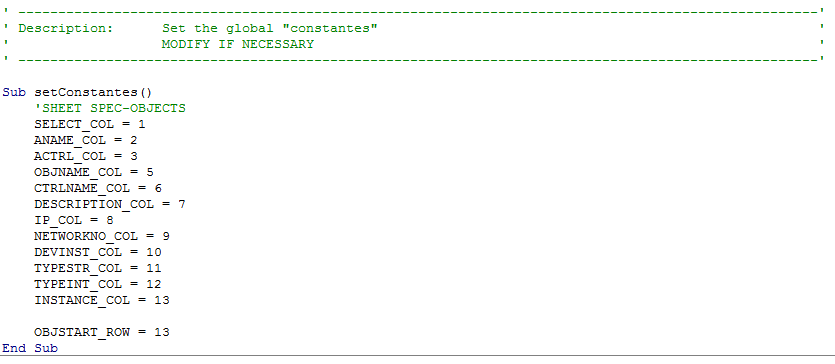 ' ----------------------------------------------------------------------------------------------------'
' Description:      Set the global "constantes"                                                       '
'                   MODIFY IF NECESSARY                                                               '
' ----------------------------------------------------------------------------------------------------'
Sub setConstantes()
    'SHEET SPEC-OBJECTS
    SELECT_COL = 1
    ANAME_COL = 2
    ACTRL_COL = 3
    OBJNAME_COL = 5
    CTRLNAME_COL = 6
    DESCRIPTION_COL = 7
    IP_COL = 8
    NETWORKNO_COL = 9
    DEVINST_COL = 10
    TYPESTR_COL = 11
    TYPEINT_COL = 12
    INSTANCE_COL = 13
    OBJSTART_ROW = 13
End Sub